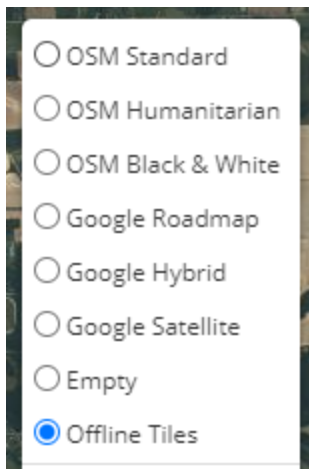 OSM Standard
OSM Humanitarian
OSM Black & White
Google Roadmap
Google Hybrid
Google Satellite
Empty
Offline Tiles